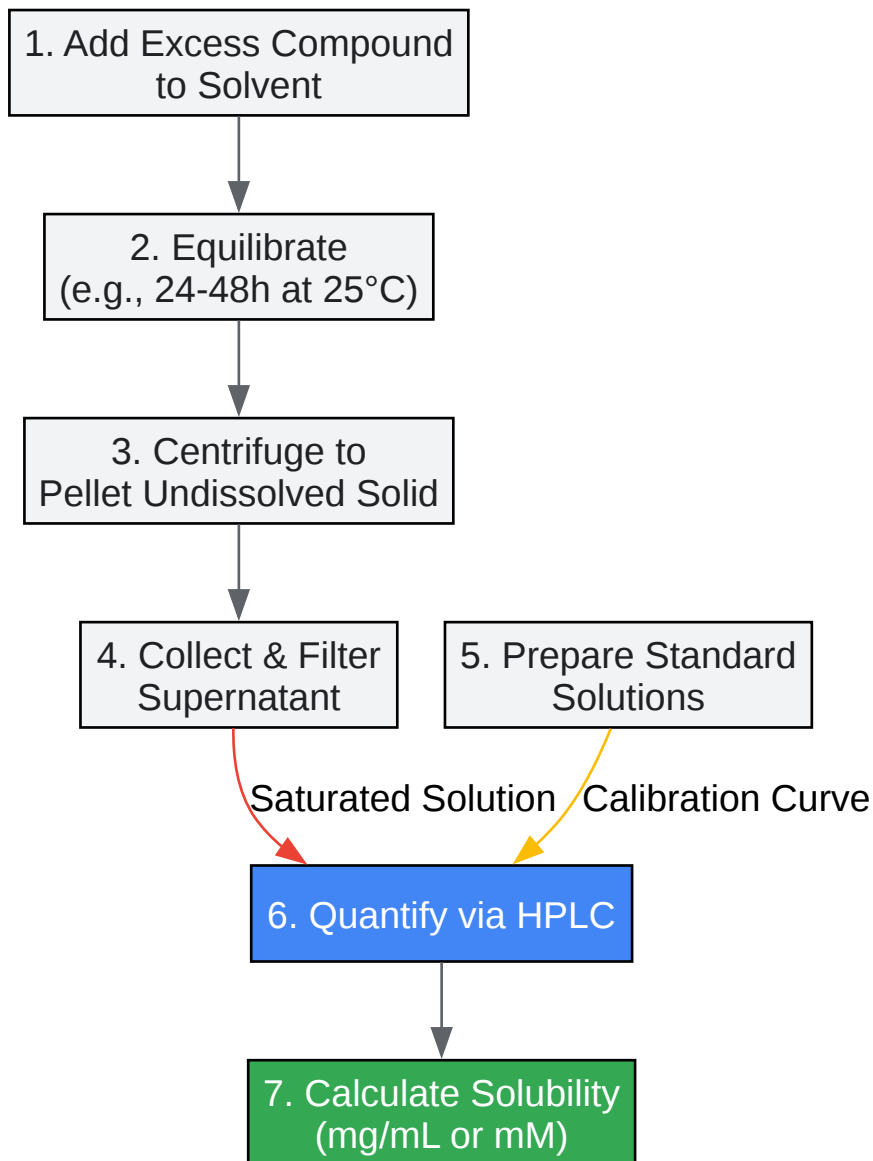 1. Add Excess Compound
to Solvent
2. Equilibrate
(e.g., 24-48h at 25°C)
3. Centrifuge to
Pellet Undissolved Solid
4. Collect & Filter
Supernatant
5. Prepare Standard
Solutions
Saturated Solution
Calibration Curve
6. Quantify via HPLC
7. Calculate Solubility
(mg/mL or mM)